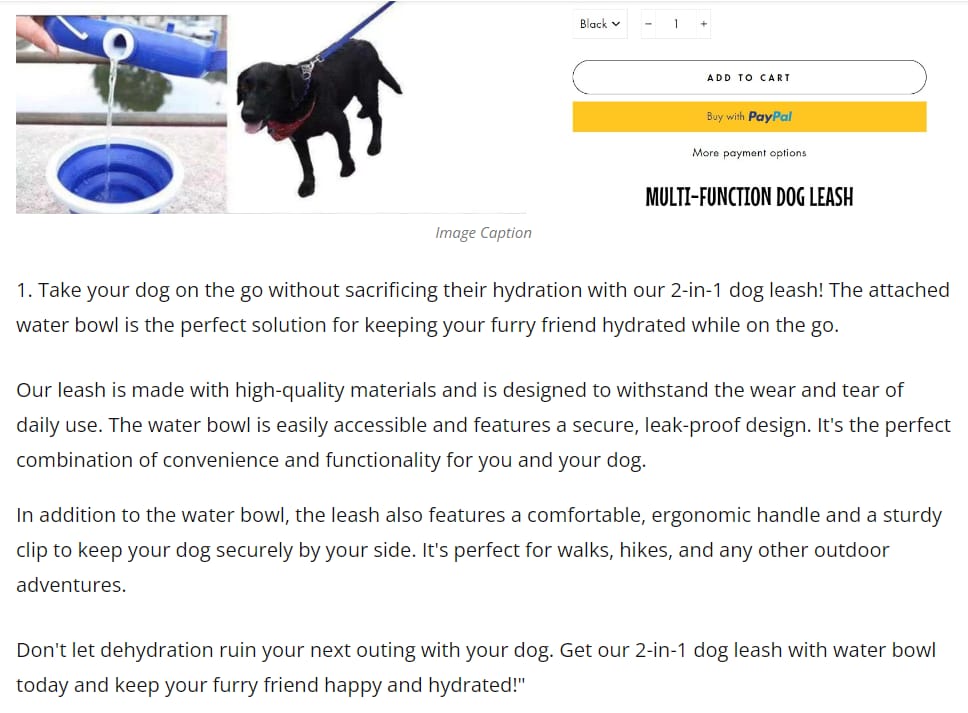 Black
− 1 +
ADD TO CART
Buy with PayPal
More payment options
MULTI-FUNCTION DOG LEASH
Image Caption
1. Take your dog on the go without sacrificing their hydration with our 2-in-1 dog leash! The attached
water bowl is the perfect solution for keeping your furry friend hydrated while on the go.
Our leash is made with high-quality materials and is designed to withstand the wear and tear of
daily use. The water bowl is easily accessible and features a secure, leak-proof design. It's the perfect
combination of convenience and functionality for you and your dog.
In addition to the water bowl, the leash also features a comfortable, ergonomic handle and a sturdy
clip to keep your dog securely by your side. It's perfect for walks, hikes, and any other outdoor
adventures.
Don't let dehydration ruin your next outing with your dog. Get our 2-in-1 dog leash with water bowl
today and keep your furry friend happy and hydrated!"